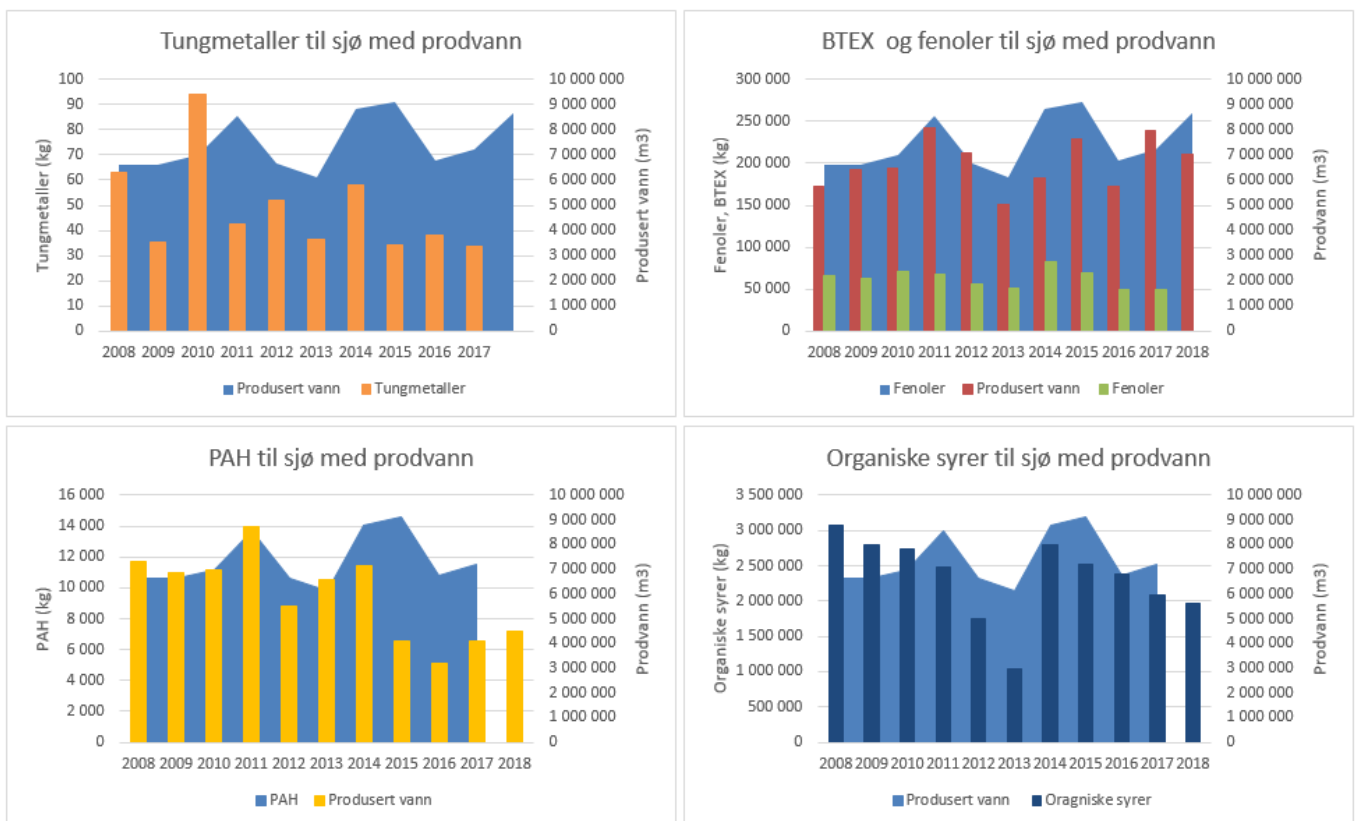 Tungmetaller til sjø med prodvann
100
90
80
70
60
50
40
30
20
10
0
Tungmetaller (kg)
10 000 000
9 000 000
8 000 000
7 000 000
6 000 000
5 000 000
4 000 000
3 000 000
2 000 000
1 000 000
0
Produsert vann (m3)
2008 2009 2010 2011 2012 2013 2014 2015 2016 2017
Produsert vann Tungmetaller
BTEX og fenoler til sjø med prodvann
300 000
250 000
200 000
150 000
100 000
50 000
0
Fenoler, BTEX (kg)
10 000 000
9 000 000
8 000 000
7 000 000
6 000 000
5 000 000
4 000 000
3 000 000
2 000 000
1 000 000
0
Prodvann (m3)
2008 2009 2010 2011 2012 2013 2014 2015 2016 2017 2018
Fenoler Produsert vann Fenoler
PAH til sjø med prodvann
16 000
14 000
12 000
10 000
8 000
6 000
4 000
2 000
0
PAH (kg)
10 000 000
9 000 000
8 000 000
7 000 000
6 000 000
5 000 000
4 000 000
3 000 000
2 000 000
1 000 000
0
Prodvann (m3)
2008 2009 2010 2011 2012 2013 2014 2015 2016 2017 2018
PAH Produsert vann
Organiske syrer til sjø med prodvann
3 500 000
3 000 000
2 500 000
2 000 000
1 500 000
1 000 000
500 000
0
Organiske syrer (kg)
10 000 000
9 000 000
8 000 000
7 000 000
6 000 000
5 000 000
4 000 000
3 000 000
2 000 000
1 000 000
0
Prodvann (m3)
2008 2009 2010 2011 2012 2013 2014 2015 2016 2017 2018
Produsert vann Oragniske syrer